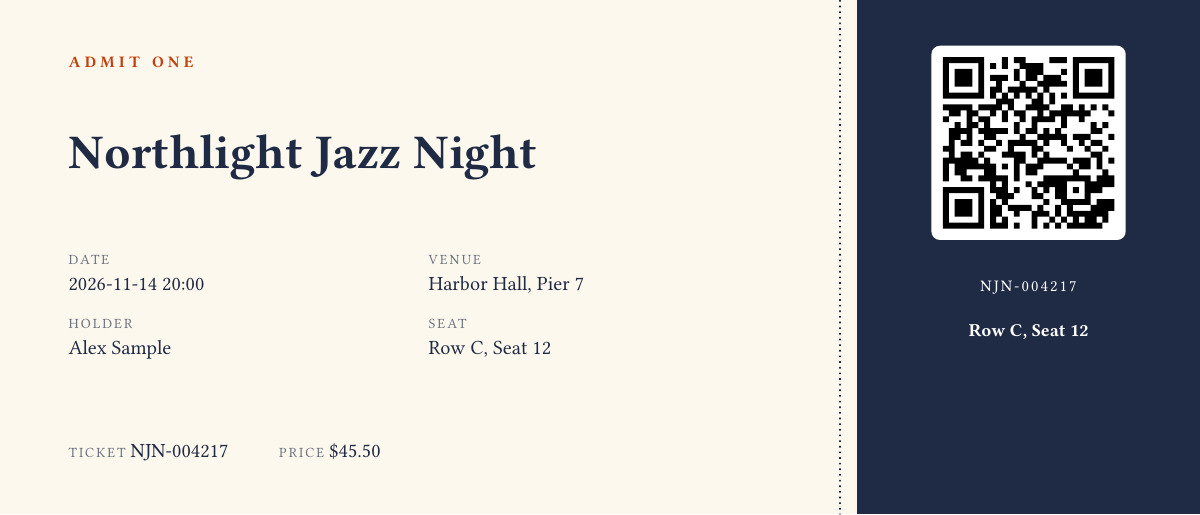 ADMIT ONE
Northlight Jazz Night
DATE
2026-11-14 20:00
VENUE
Harbor Hall, Pier 7
HOLDER
Alex Sample
SEAT
Row C, Seat 12
TICKET NJN-004217
PRICE $45.50
NJN-004217
Row C, Seat 12